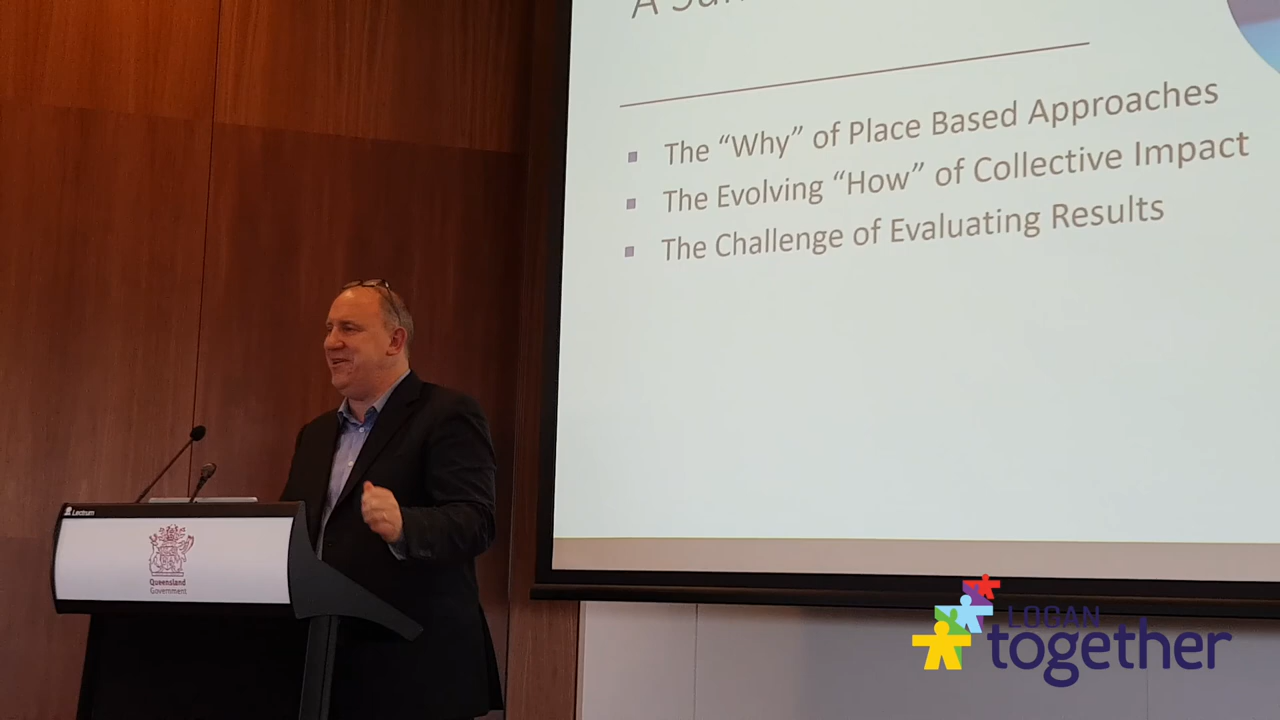 The “Why” of Place Based Approaches
The Evolving “How” of Collective Impact
The Challenge of Evaluating Results
Lectrum
Queensland
Government
LOGAN
together